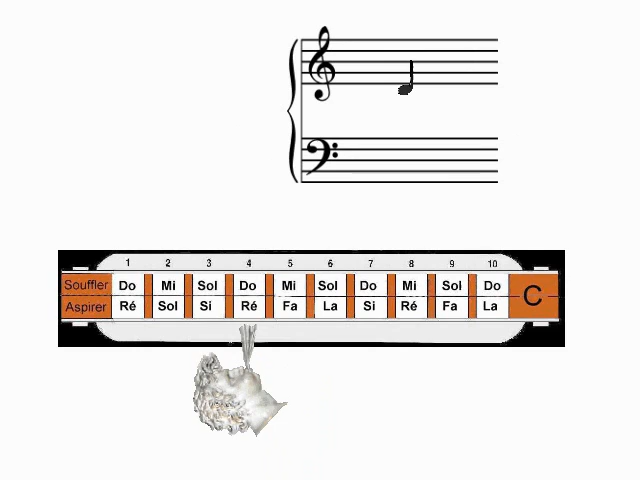 1 2 3 4 5 6 7 8 9 10
Souffler Do Mi Sol Do Mi Sol Do Mi Sol Do
Aspirer Ré Sol Si Ré Fa La Si Ré Fa La
C